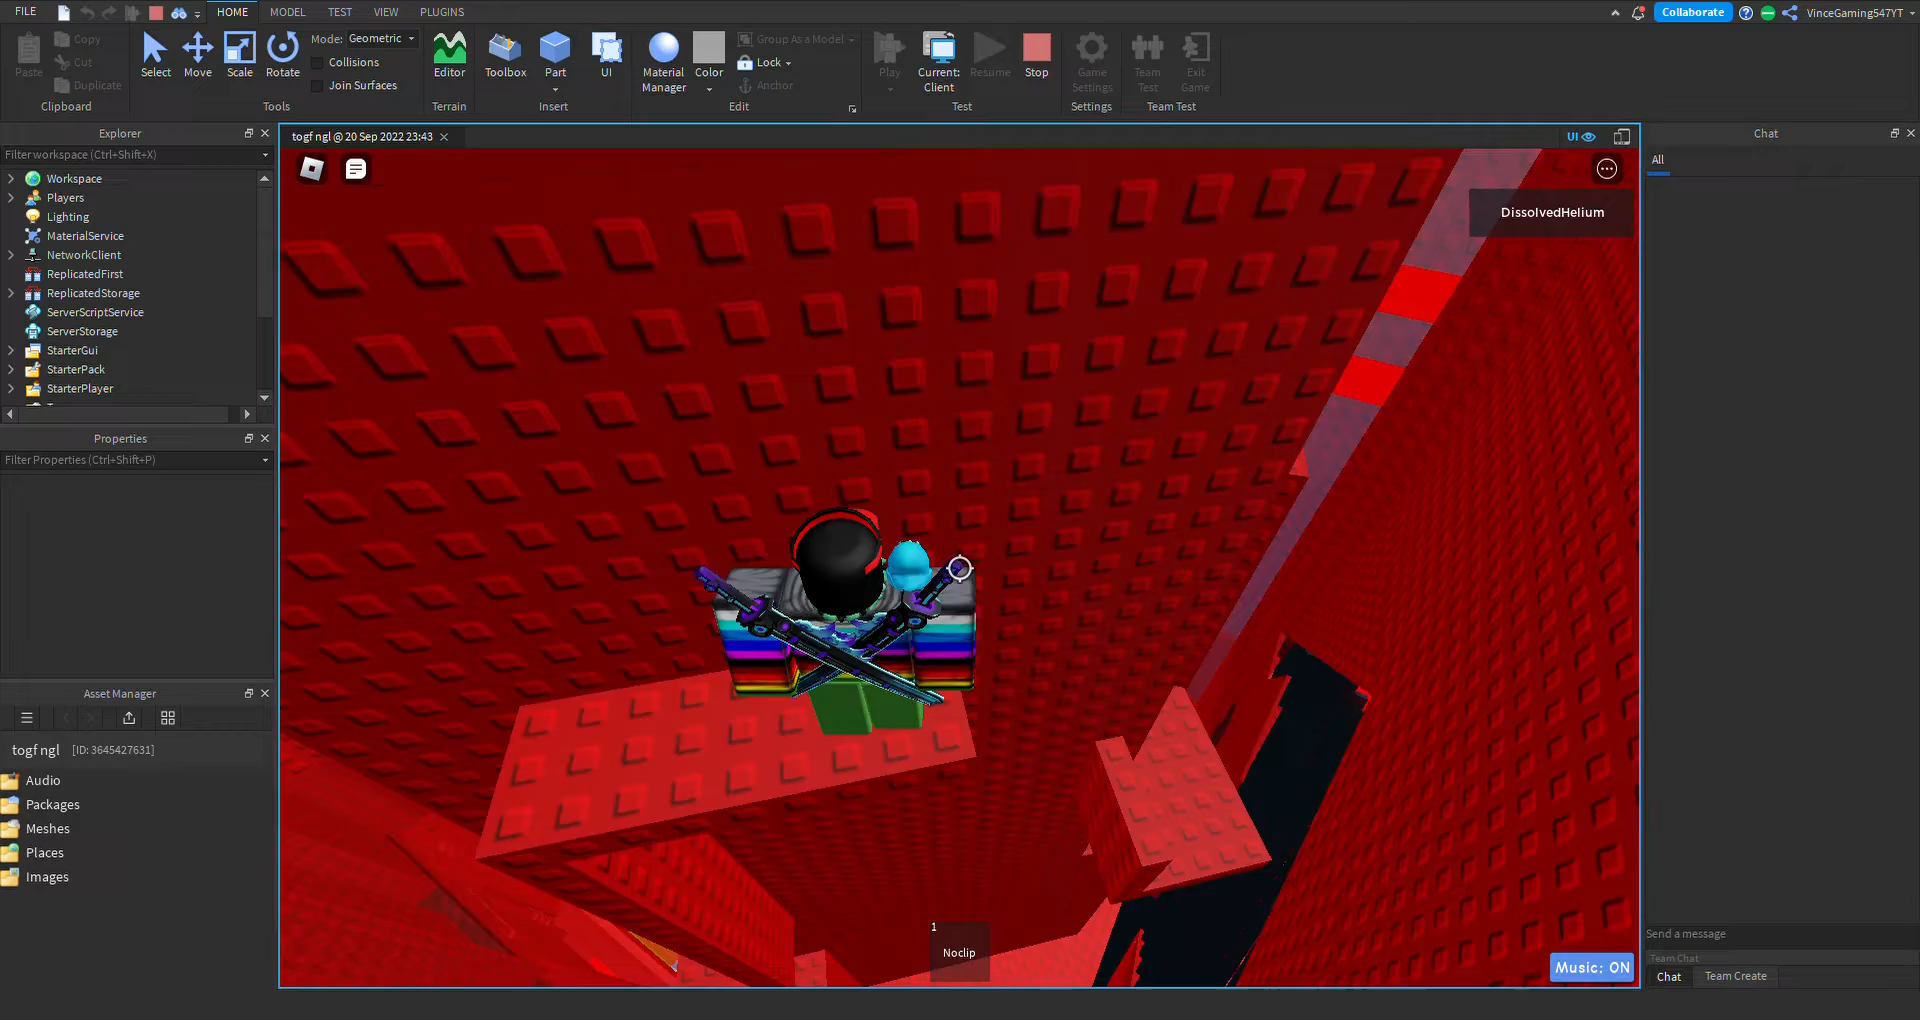 FILE
HOME
MODEL
TEST
VIEW
PLUGINS
Collaborate
VinceGaming547YT
Paste
Copy
Cut
Duplicate
Clipboard
Select
Move
Scale
Rotate
Mode: Geometric
Collisions
Join Surfaces
Tools
Editor
Terrain
Toolbox
Part
UI
Insert
Material Manager
Color
Group As a Model
Lock
Anchor
Edit
Play
Current: Client
Resume
Stop
Test
Game Settings
Settings
Team Test
Exit Game
Team Test
Explorer
Filter workspace (Ctrl+Shift+X)
Workspace
Players
Lighting
MaterialService
NetworkClient
ReplicatedFirst
ReplicatedStorage
ServerScriptService
ServerStorage
StarterGui
StarterPack
StarterPlayer
Properties
Filter Properties (Ctrl+Shift+P)
Asset Manager
togf ngl [ID: 3645427631]
Audio
Packages
Meshes
Places
Images
togf ngl @ 20 Sep 2022 23:43
UI
DissolvedHelium
1
Noclip
Music: ON
Chat
All
Send a message
Team Chat
Chat
Team Create